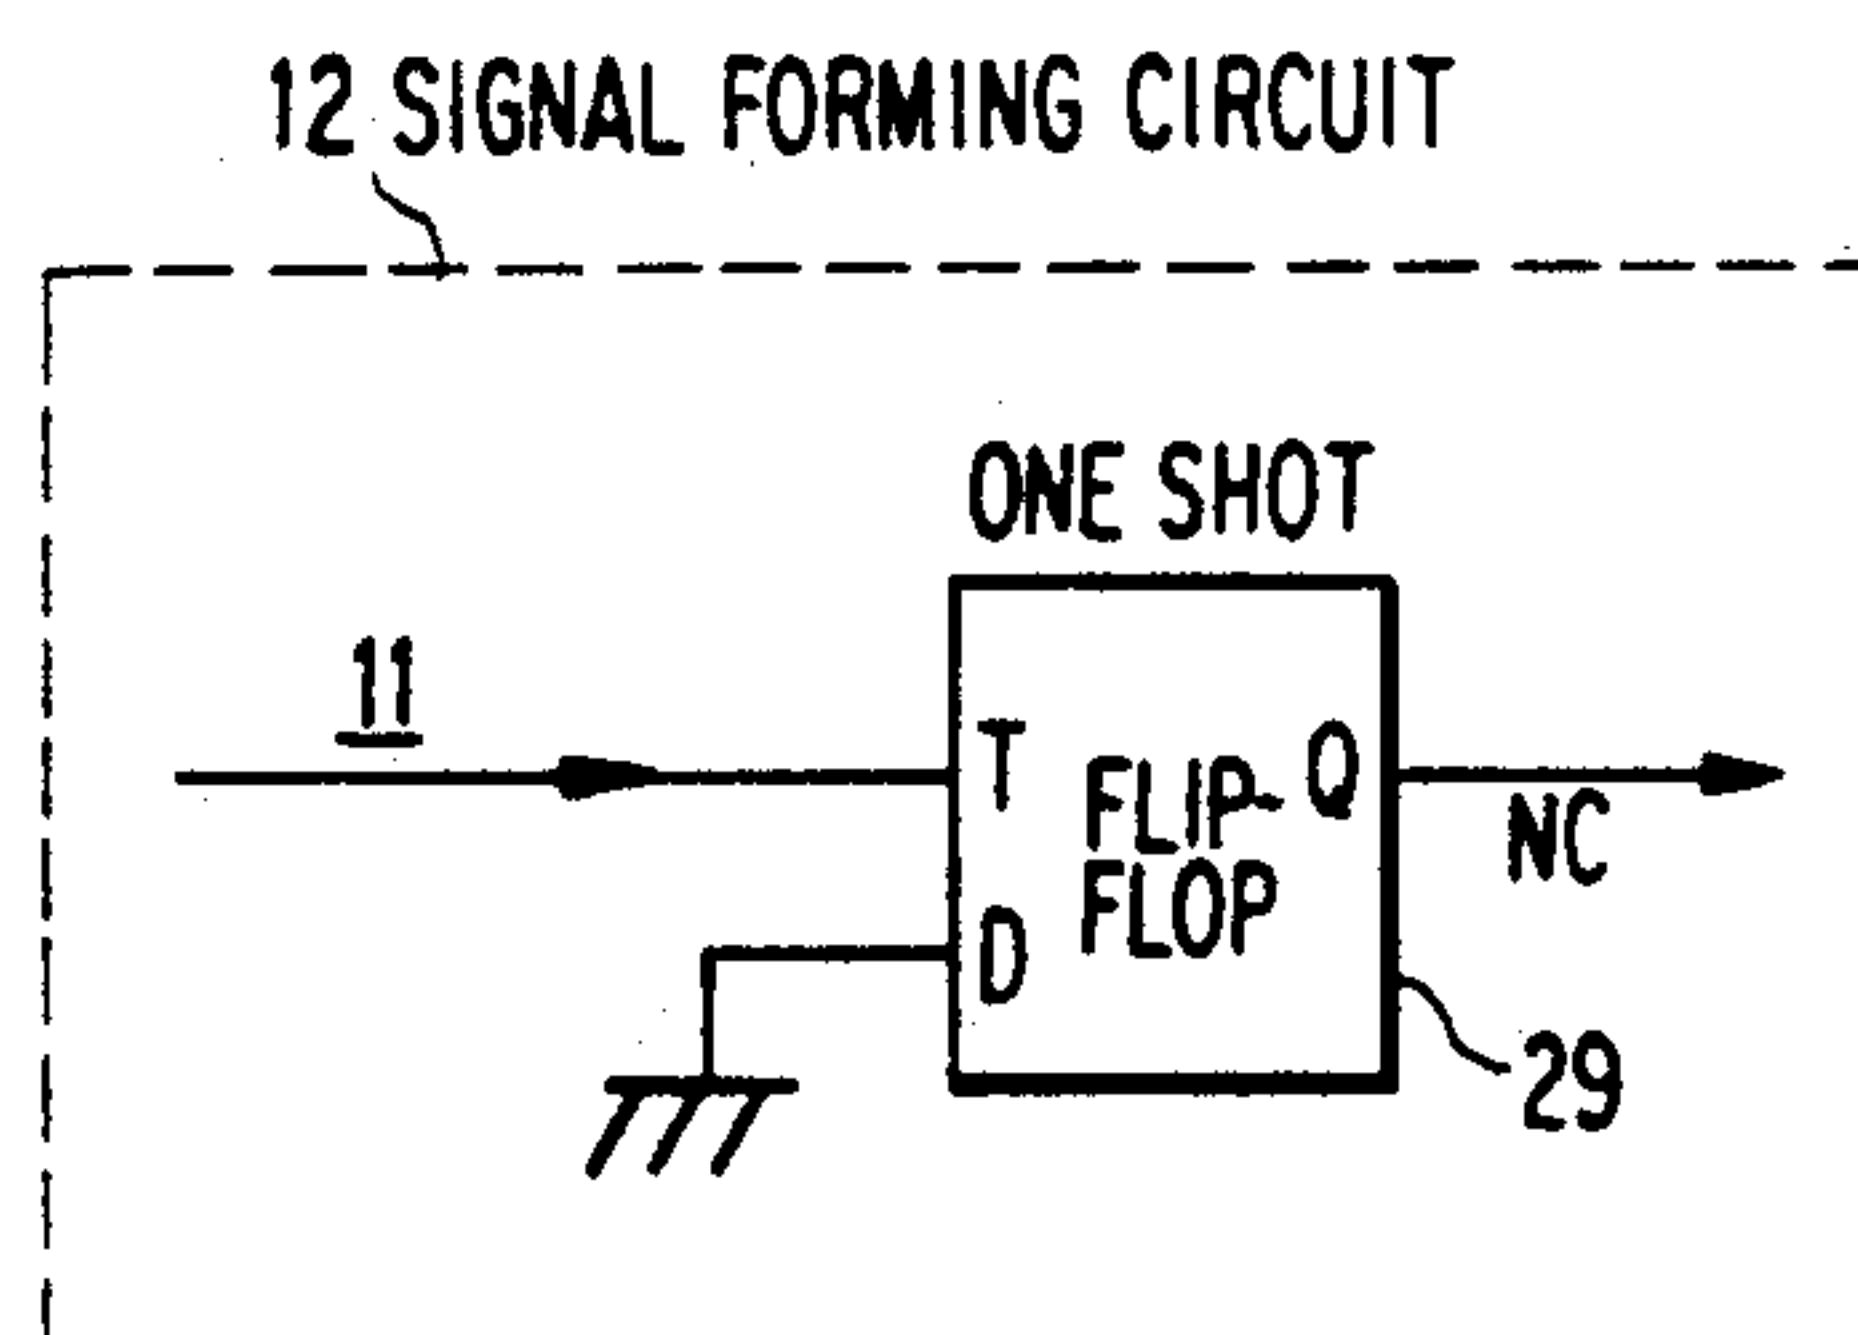 12 SIGNAL FORMING CIRCUIT
ONE SHOT
11
T
FLIP-
FLOP
Q
NC
D
29